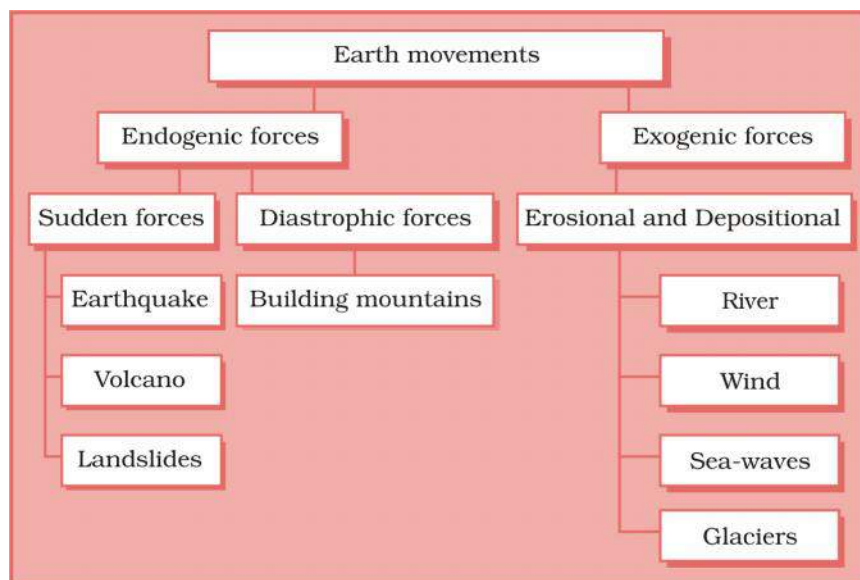 Earth movements
Endogenic forces
Exogenic forces
Sudden forces
Diastrophic forces
Erosional and Depositional
Earthquake
Building mountains
River
Volcano
Wind
Landslides
Sea-waves
Glaciers